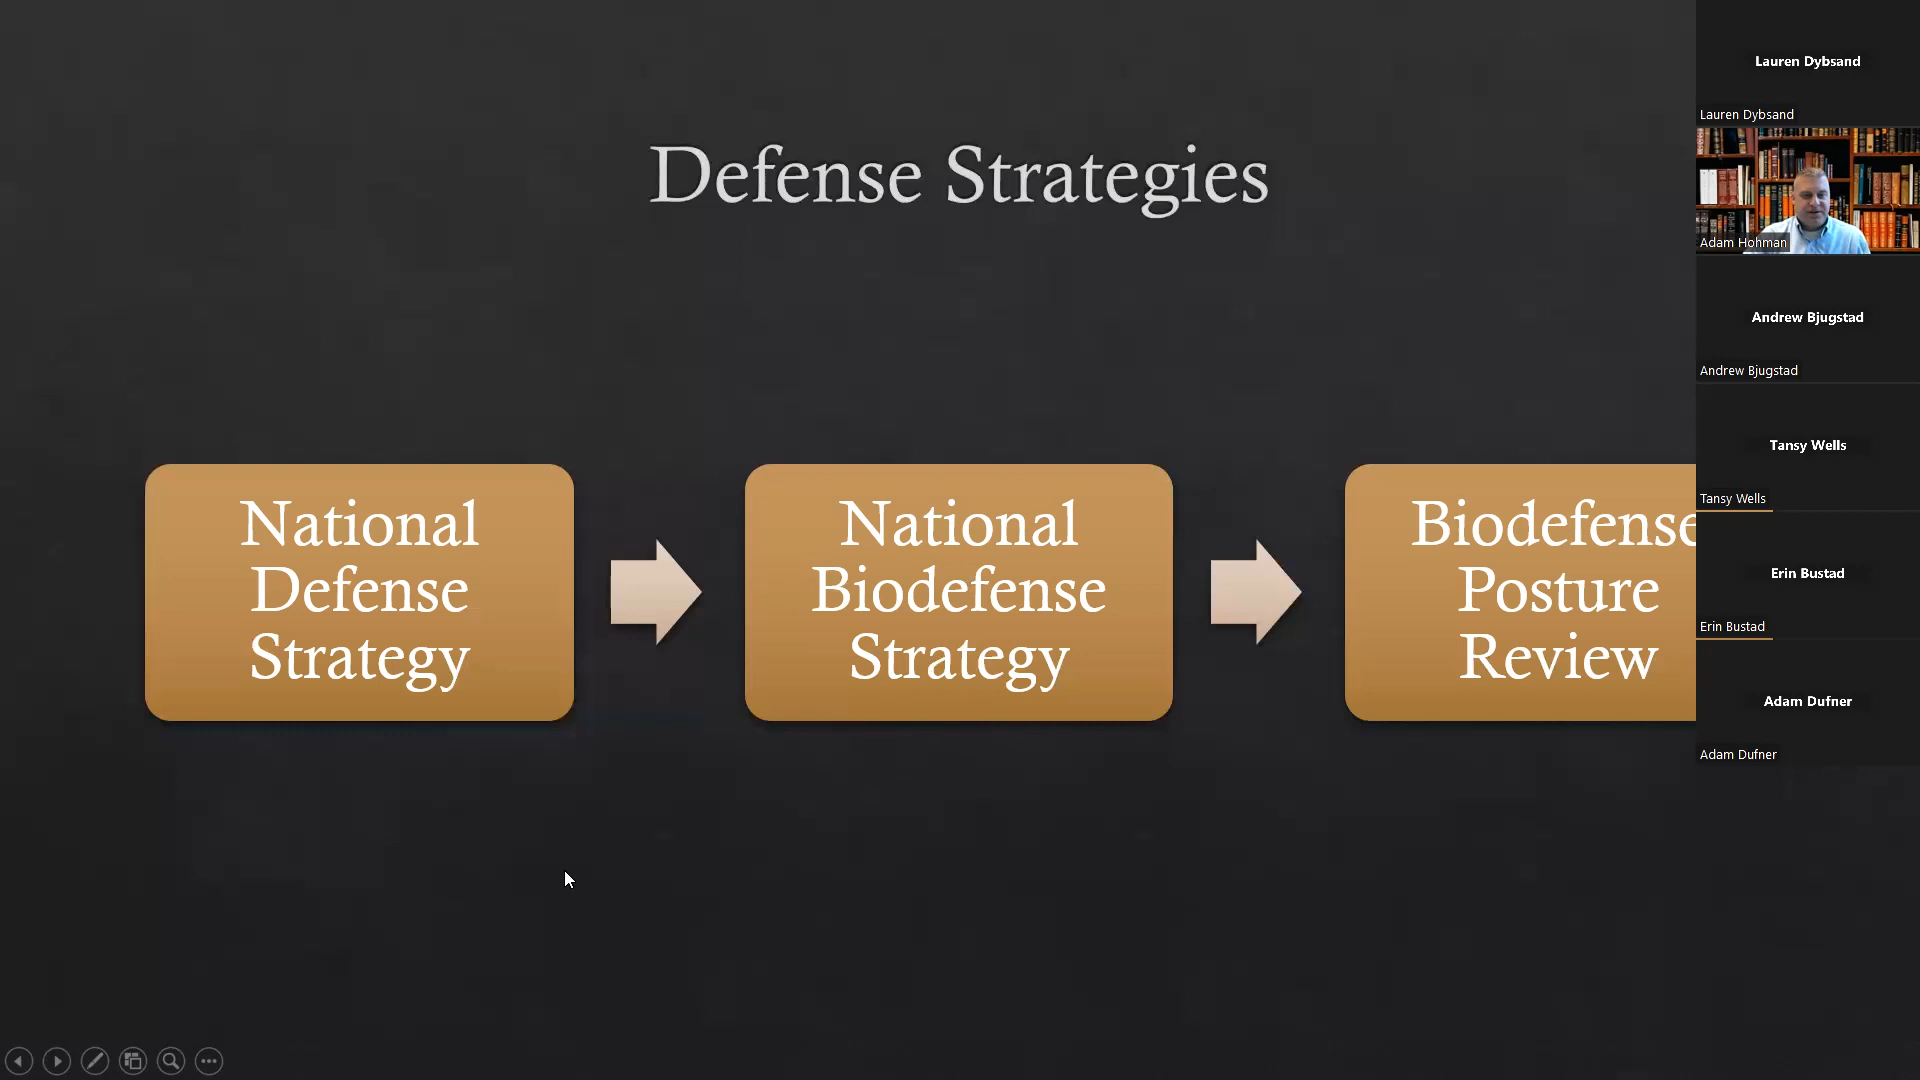 Defense Strategies
National
Defense
Strategy
National
Biodefense
Strategy
Biodefense
Posture
Review
Lauren Dybsand
Lauren Dybsand
Adam Hohman
Andrew Bjugstad
Andrew Bjugstad
Tansy Wells
Tansy Wells
Erin Bustad
Erin Bustad
Adam Dufner
Adam Dufner